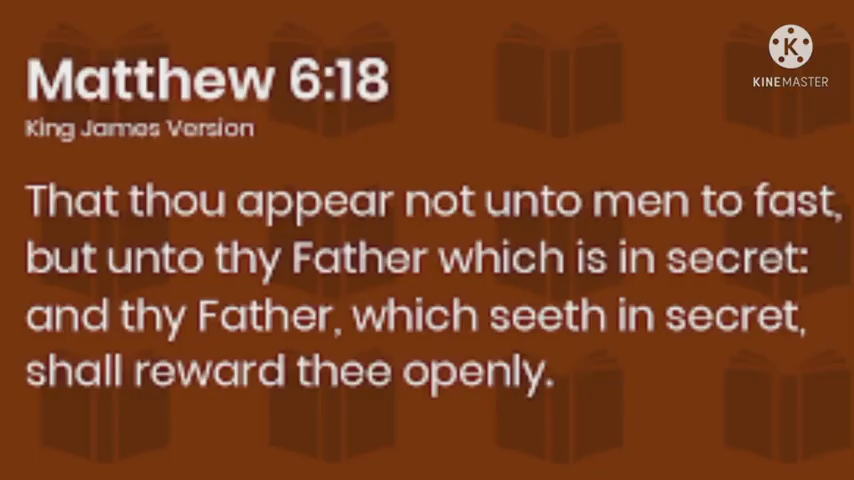 Matthew 6:18
King James Version
That thou appear not unto men to fast,
but unto thy Father which is in secret:
and thy Father, which seeth in secret,
shall reward thee openly.
K
KINEMASTER